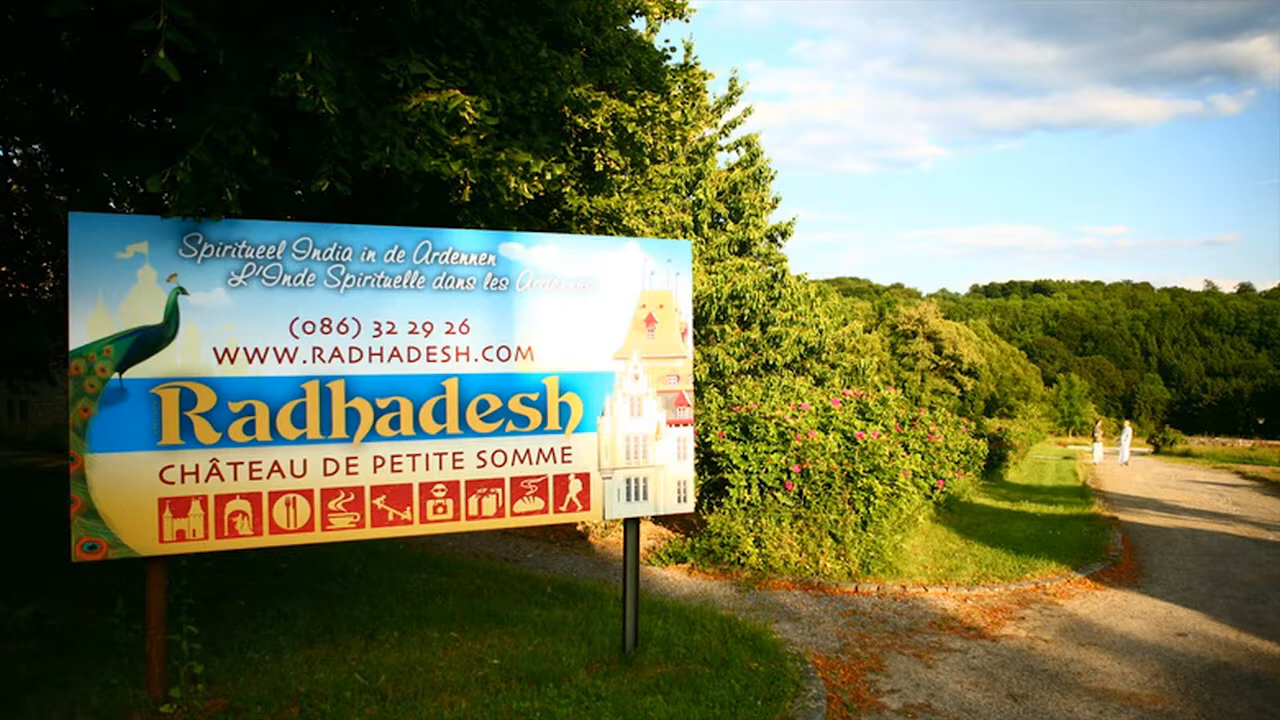 Spiritueel India in de Ardennen
L'Inde Spirituelle dans les Ardennes
(086) 32 29 26
WWW.RADHADESH.COM
Radhadesh
CHÂTEAU DE PETITE SOMME